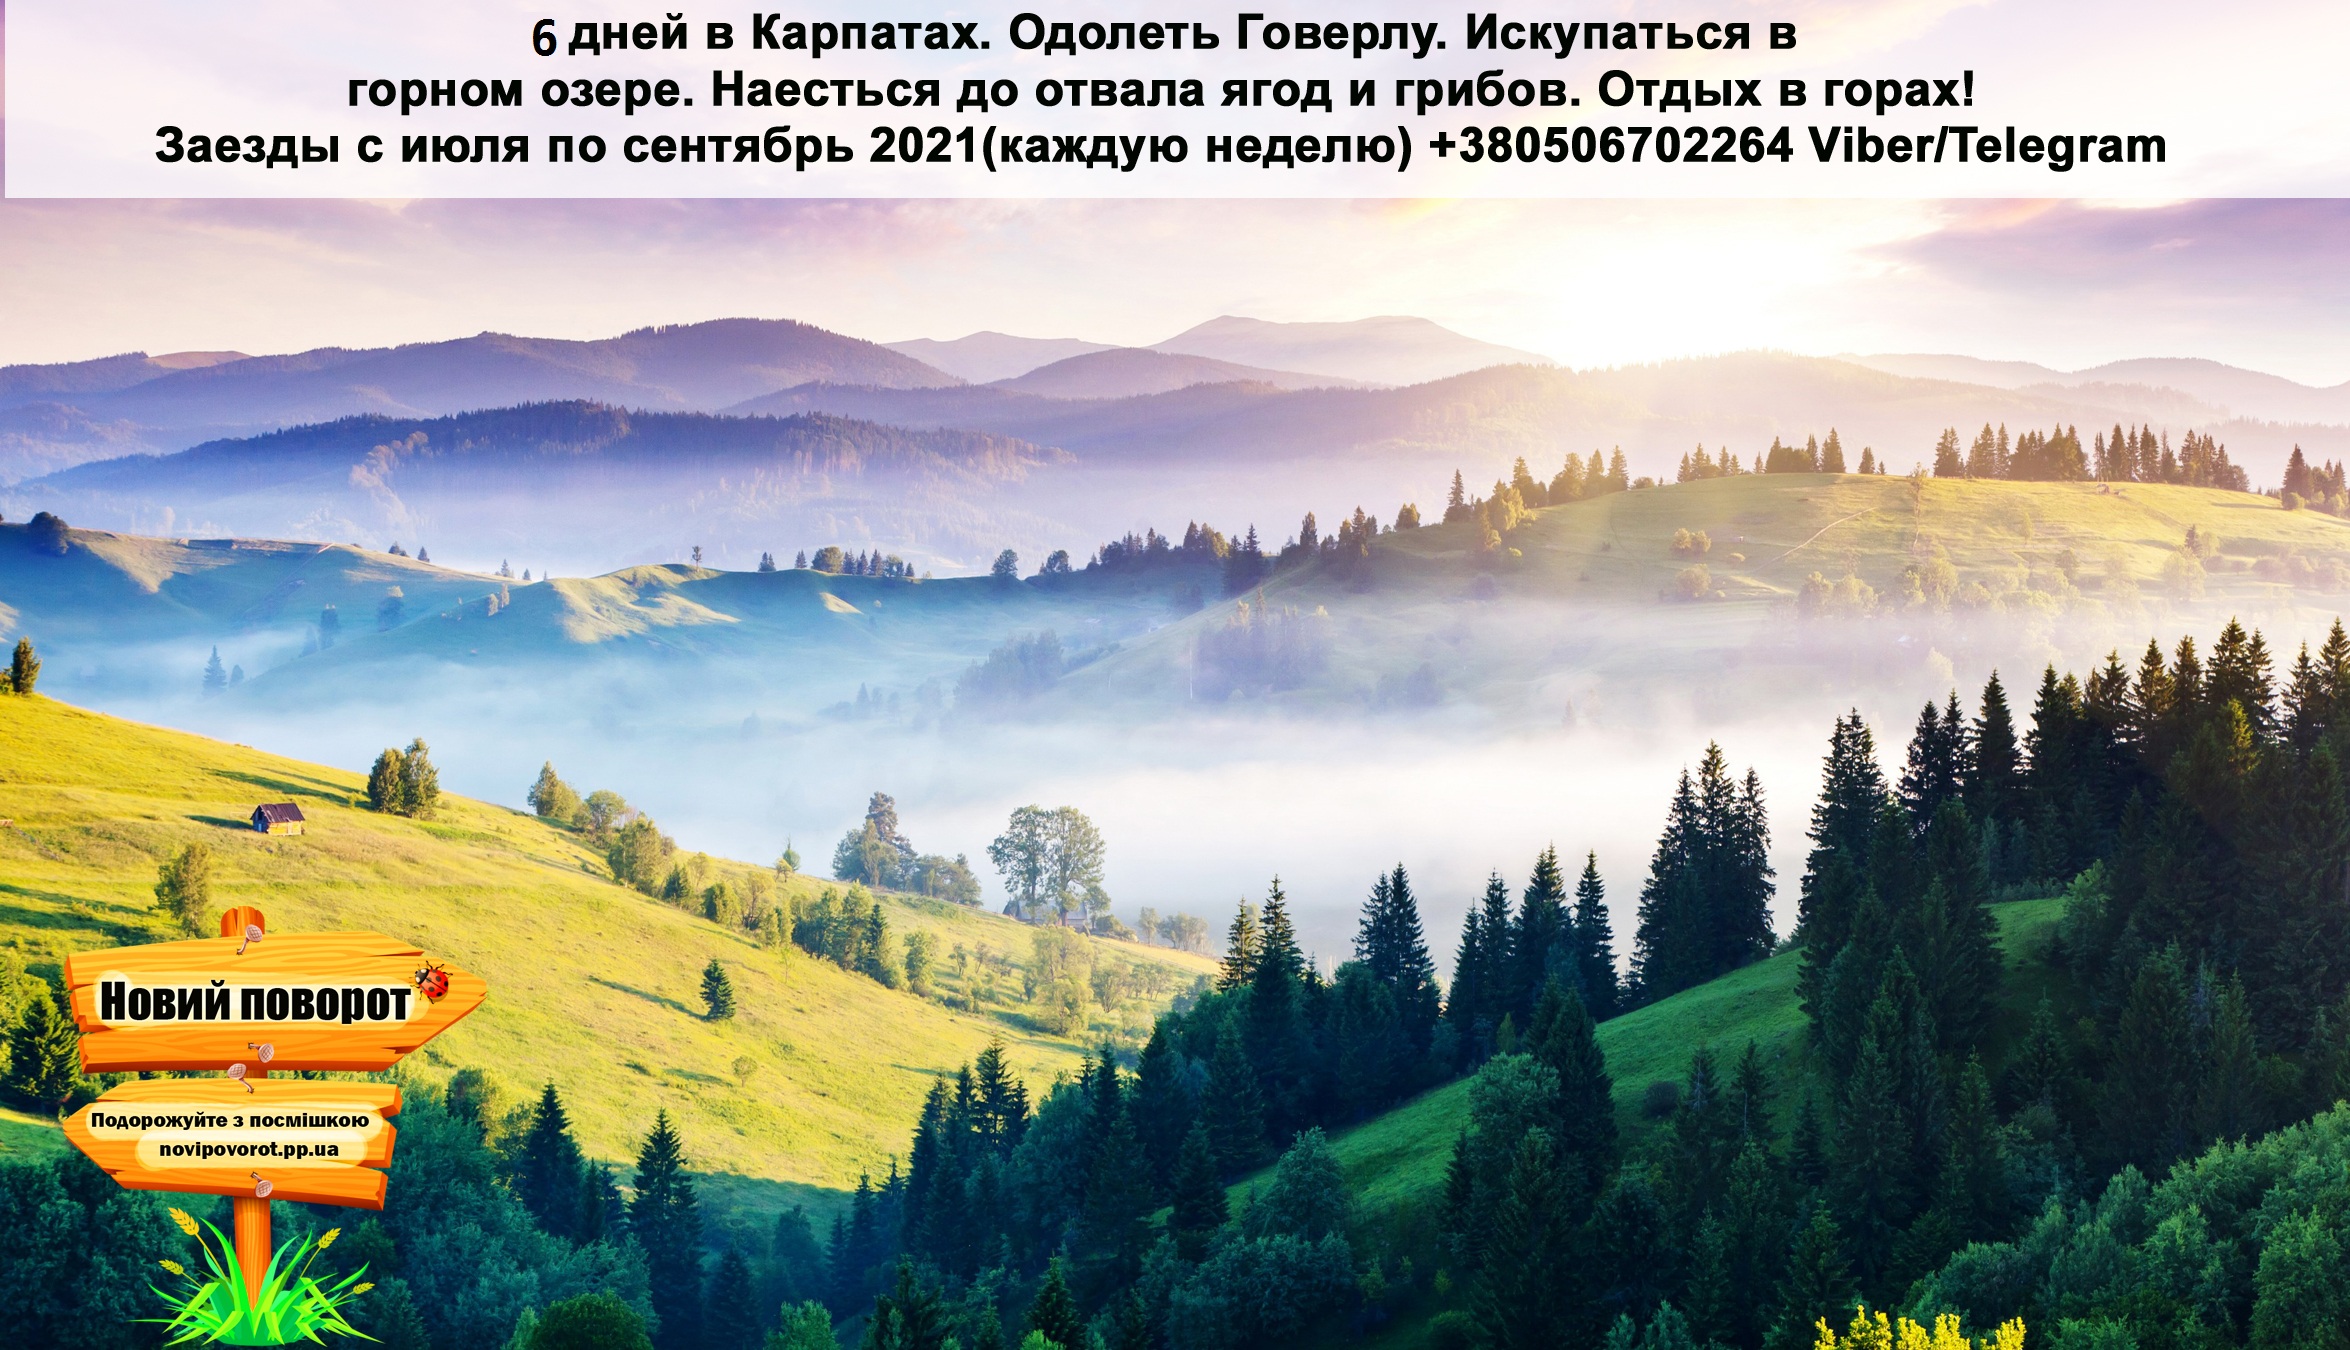 6 дней в Карпатах. Одолеть Говерлу. Искупаться в
горном озере. Наесться до отвала ягод и грибов. Отдых в горах!
Заезды с июля по сентябрь 2021(каждую неделю) +380506702264 Viber/Telegram
Новий поворот
Подорожуйте з посмішкою
novipovorot.pp.ua